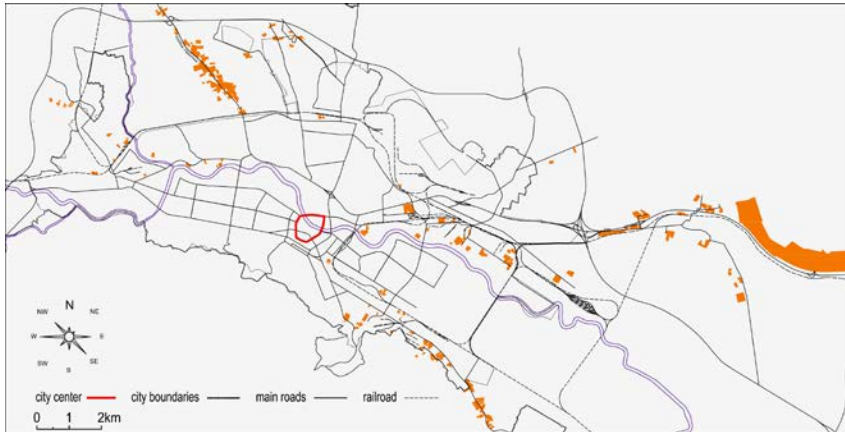 N
NW NE
W E
SW SE
S
city center city boundaries main roads railroad
0 1 2km